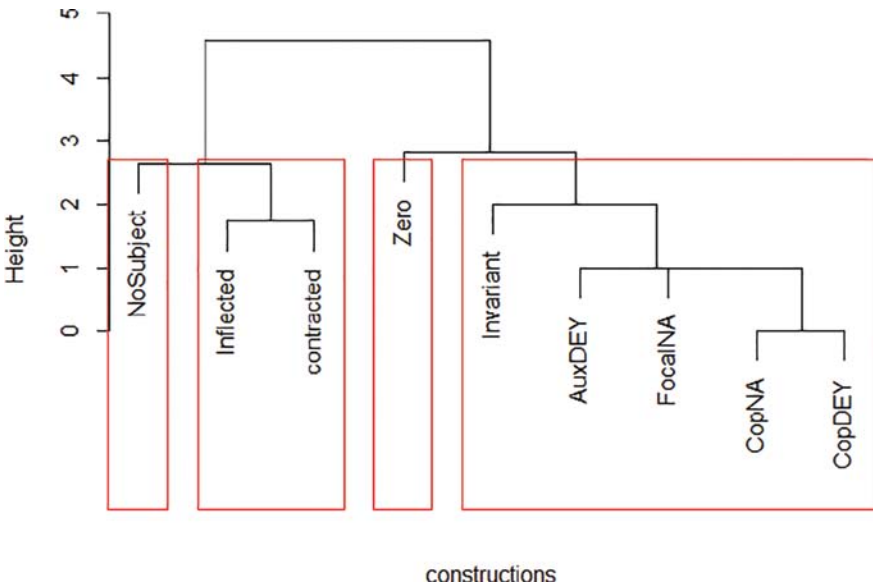 5
4
3
2
1
0
Height
NoSubject
Inflected
contracted
Zero
Invariant
AuxDEY
FocalNA
CopNA
CopDEY
constructions